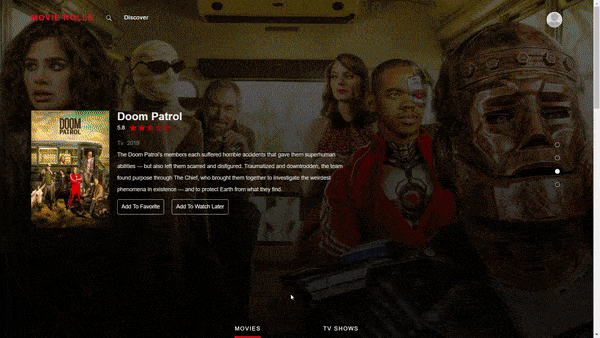 MOVIE ROLLS
Discover
DOOM
PATROL
Doom Patrol
5.8
Tv 2019
The Doom Patrol's members each suffered horrible accidents that gave them superhuman
abilities — but also left them scarred and disfigured. Traumatized and downtrodden, the team
found purpose through The Chief, who brought them together to investigate the weirdest
phenomena in existence — and to protect Earth from what they find.
Add To Favorite
Add To Watch Later
MOVIES
TV SHOWS